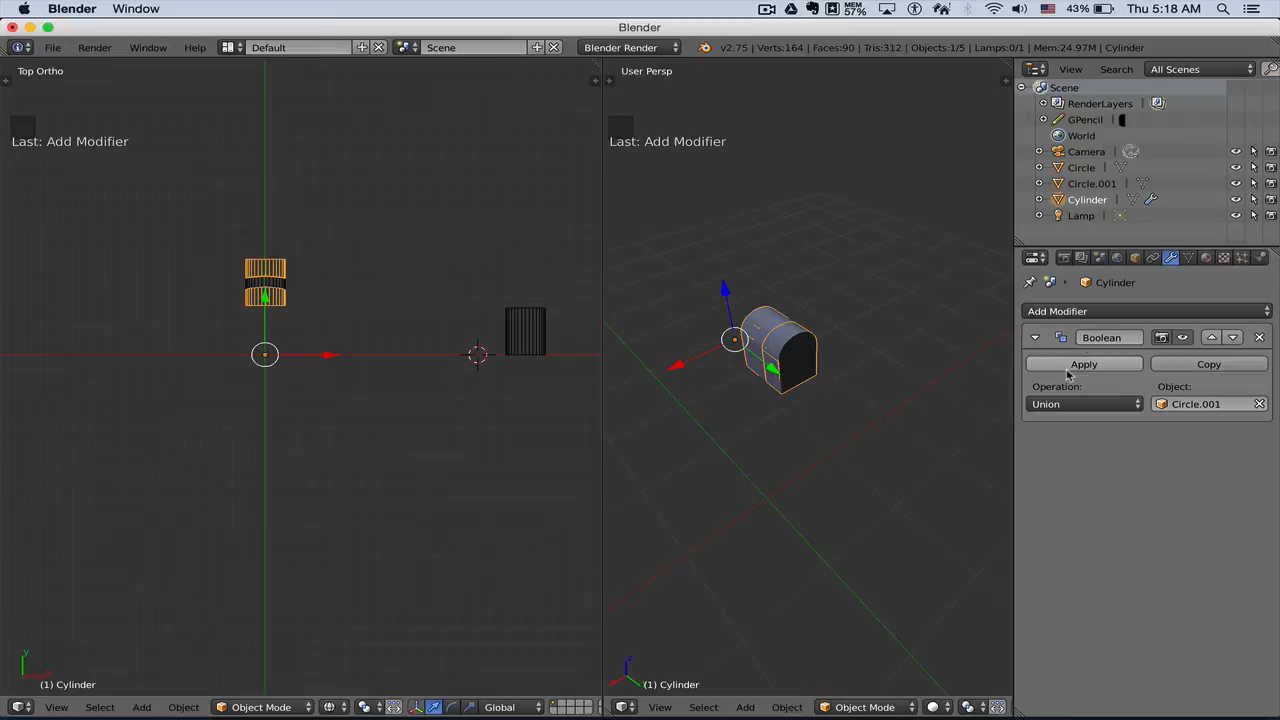 Blender Window MEM 57% 43% Thu 5:18 AM
Blender
File Render Window Help Default Scene Blender Render v2.75 | Verts:164 | Faces:90 | Tris:312 | Objects:1/5 | Lamps:0/1 | Mem:24.97M | Cylinder
Top Ortho
User Persp
View Search All Scenes
Scene
RenderLayers
GPencil
World
Last: Add Modifier
Last: Add Modifier
Camera
Circle
Circle.001
Cylinder
Lamp
Cylinder
Add Modifier
Boolean
Apply Copy
Operation: Object:
Union Circle.001
y
z
(1) Cylinder
(1) Cylinder
View Select Add Object Object Mode Global
View Select Add Object Object Mode